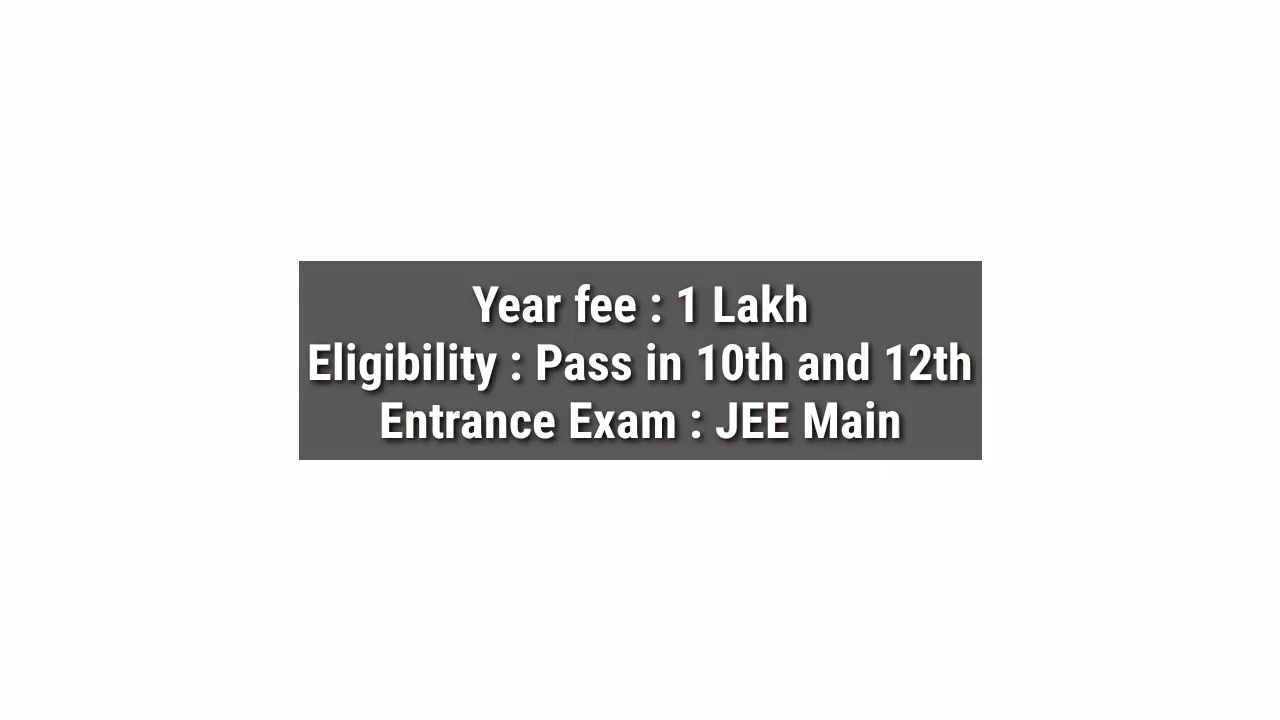 Year fee : 1 Lakh
Eligibility : Pass in 10th and 12th
Entrance Exam : JEE Main